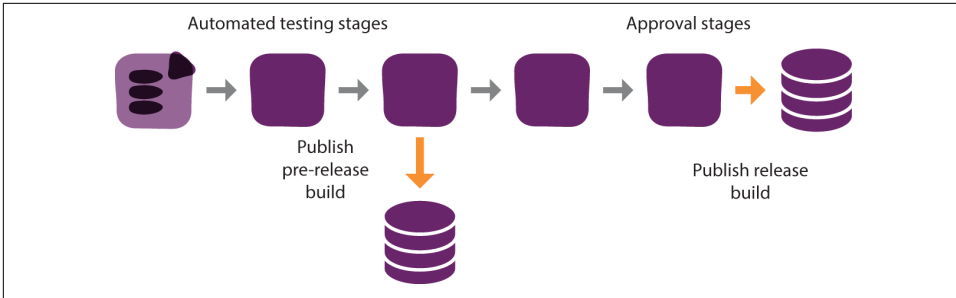 Automated testing stages
Approval stages
Publish
pre-release
build
Publish release
build